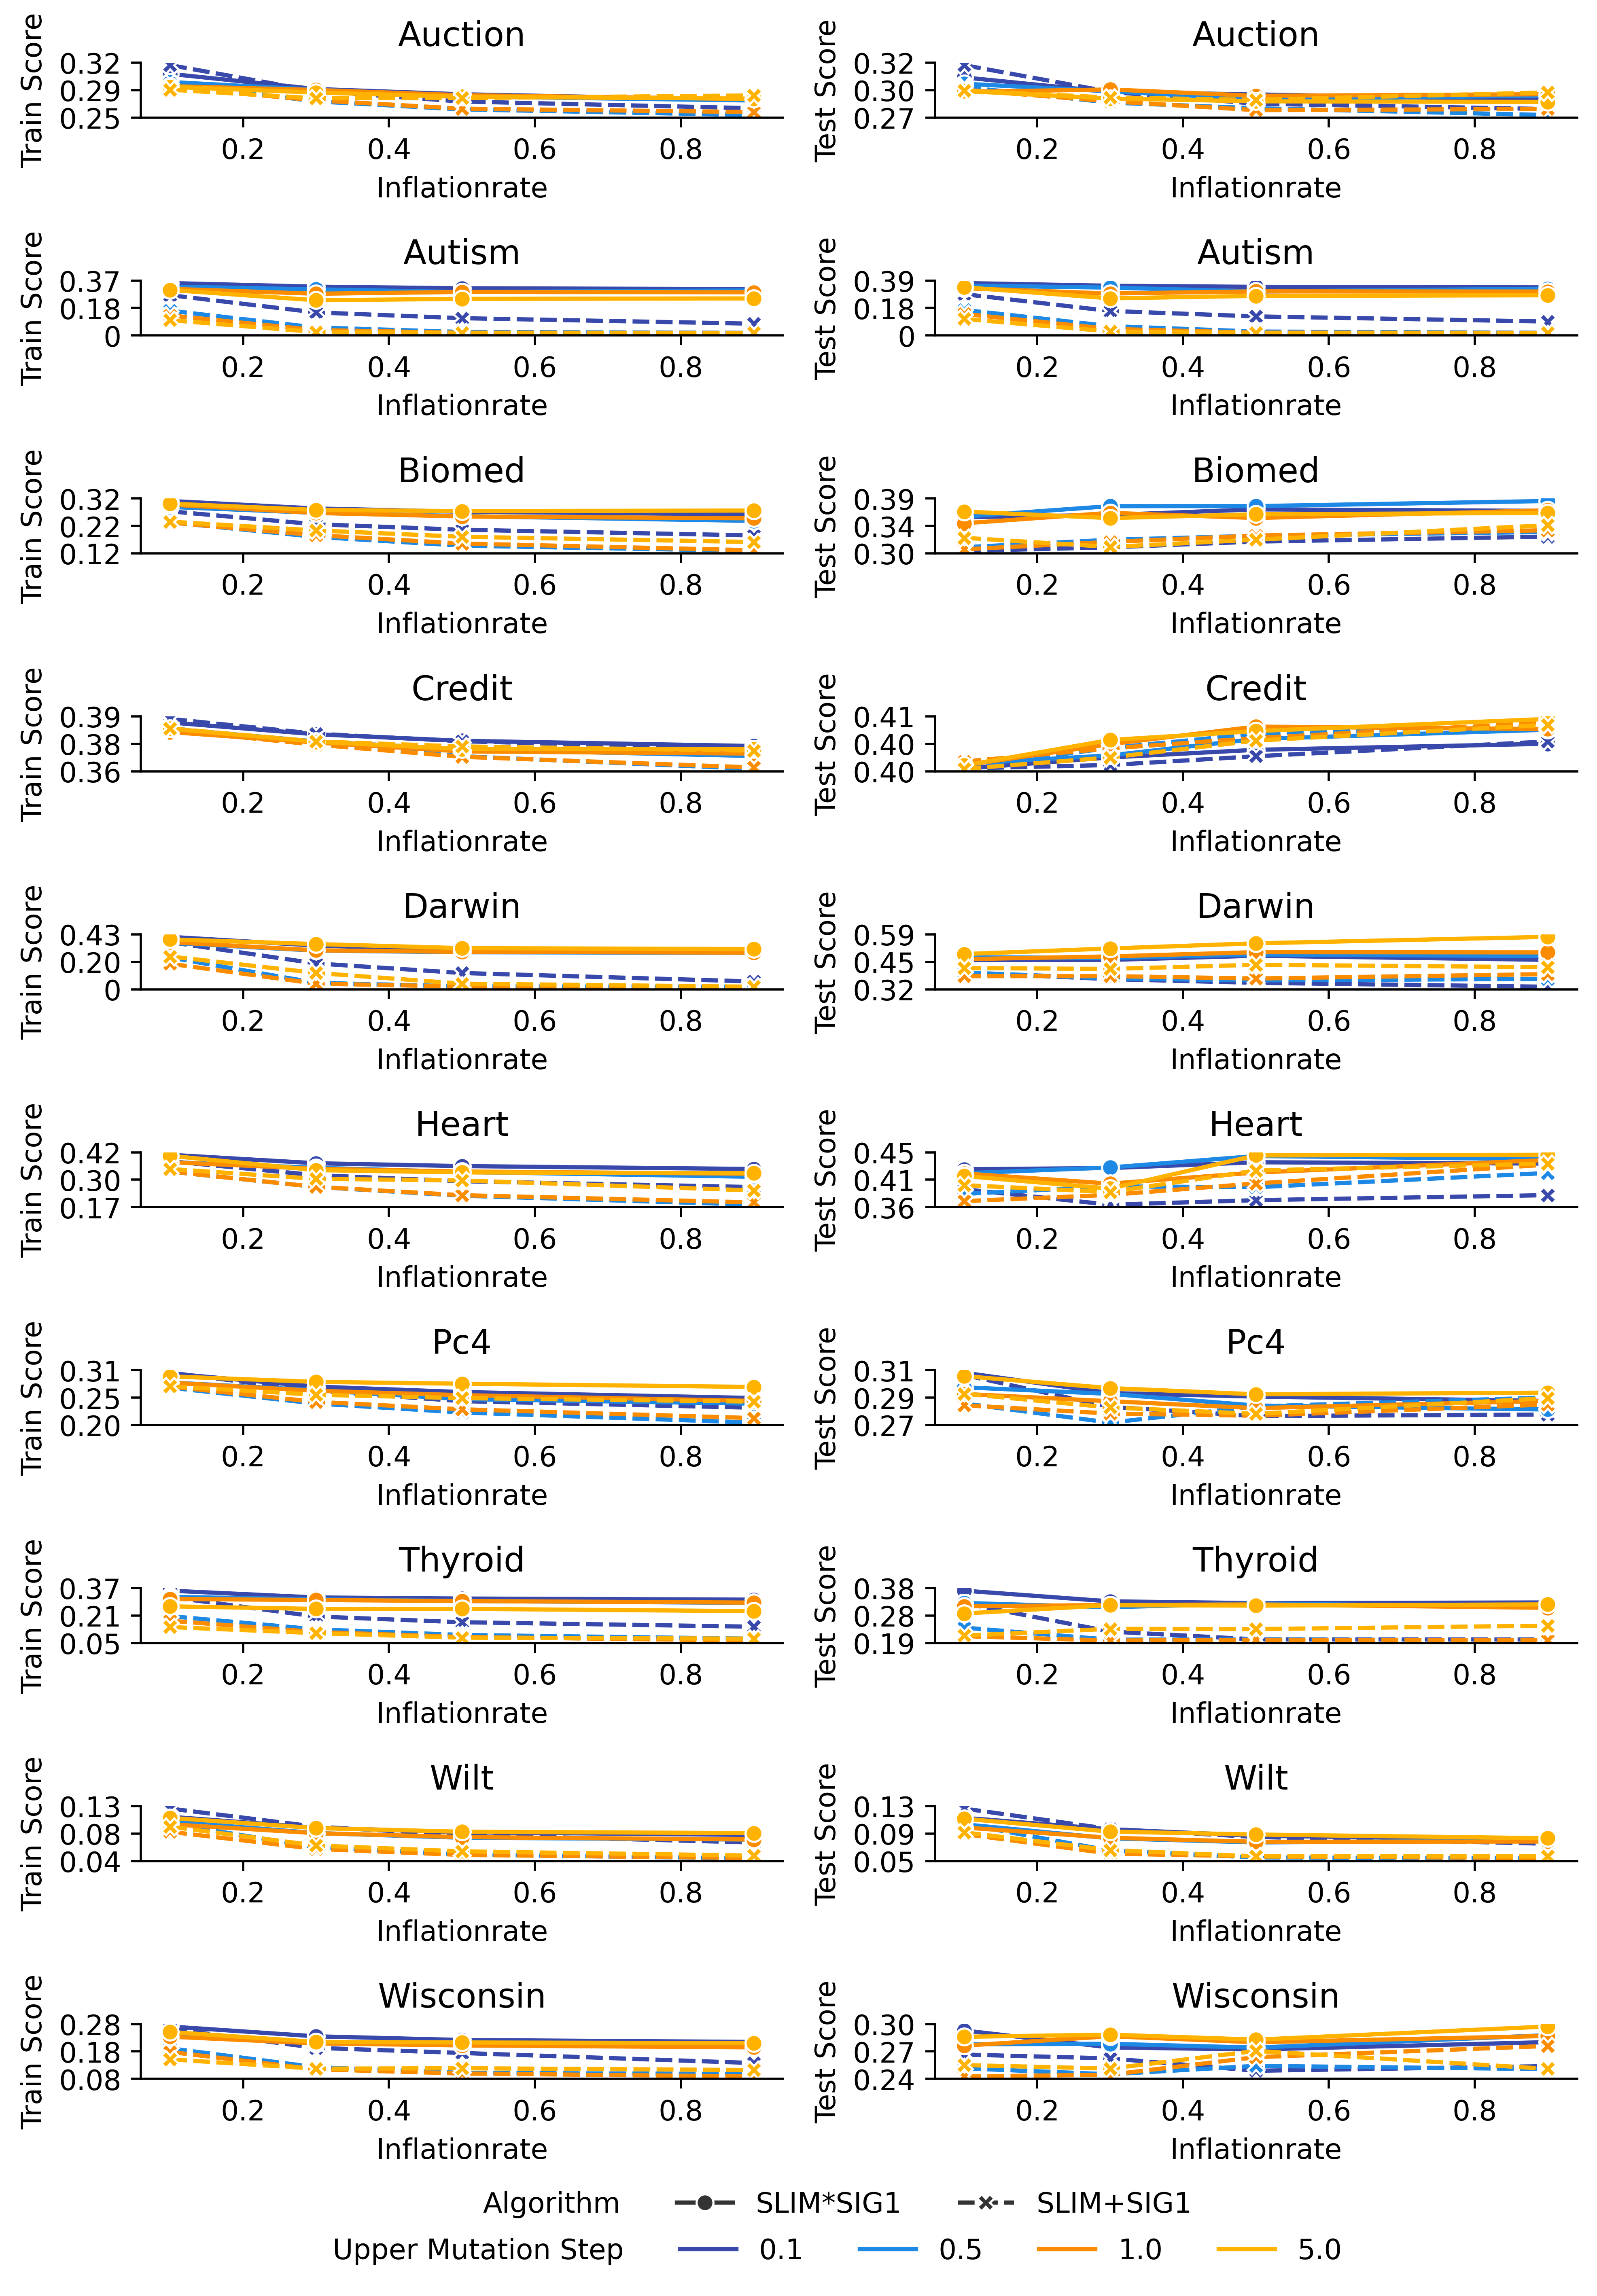 Auction
Auction
Train Score
0.32
0.29
0.25
Test Score
0.32
0.30
0.27
0.2 0.4 0.6 0.8
0.2 0.4 0.6 0.8
Inflationrate
Inflationrate
Autism
Autism
Train Score
0.37
0.18
0
Test Score
0.39
0.18
0
0.2 0.4 0.6 0.8
0.2 0.4 0.6 0.8
Inflationrate
Inflationrate
Biomed
Biomed
Train Score
0.32
0.22
0.12
Test Score
0.39
0.34
0.30
0.2 0.4 0.6 0.8
0.2 0.4 0.6 0.8
Inflationrate
Inflationrate
Credit
Credit
Train Score
0.39
0.38
0.36
Test Score
0.41
0.40
0.40
0.2 0.4 0.6 0.8
0.2 0.4 0.6 0.8
Inflationrate
Inflationrate
Darwin
Darwin
Train Score
0.43
0.20
0
Test Score
0.59
0.45
0.32
0.2 0.4 0.6 0.8
0.2 0.4 0.6 0.8
Inflationrate
Inflationrate
Heart
Heart
Train Score
0.42
0.30
0.17
Test Score
0.45
0.41
0.36
0.2 0.4 0.6 0.8
0.2 0.4 0.6 0.8
Inflationrate
Inflationrate
Pc4
Pc4
Train Score
0.31
0.25
0.20
Test Score
0.31
0.29
0.27
0.2 0.4 0.6 0.8
0.2 0.4 0.6 0.8
Inflationrate
Inflationrate
Thyroid
Thyroid
Train Score
0.37
0.21
0.05
Test Score
0.38
0.28
0.19
0.2 0.4 0.6 0.8
0.2 0.4 0.6 0.8
Inflationrate
Inflationrate
Wilt
Wilt
Train Score
0.13
0.08
0.04
Test Score
0.13
0.09
0.05
0.2 0.4 0.6 0.8
0.2 0.4 0.6 0.8
Inflationrate
Inflationrate
Wisconsin
Wisconsin
Train Score
0.28
0.18
0.08
Test Score
0.30
0.27
0.24
0.2 0.4 0.6 0.8
0.2 0.4 0.6 0.8
Inflationrate
Inflationrate
Algorithm SLIM*SIG1 SLIM+SIG1
Upper Mutation Step 0.1 0.5 1.0 5.0